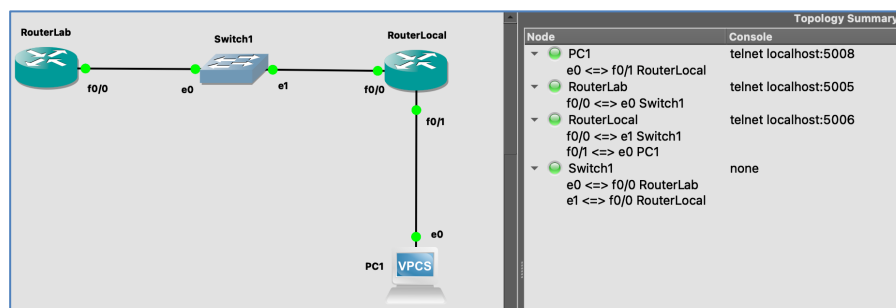 RouterLab
Switch1
RouterLocal
f0/0
e0
e1
f0/0
f0/1
e0
PC1
VPCS
Topology Summary
Node Console
PC1 telnet localhost:5008
e0 <=> f0/1 RouterLocal
RouterLab telnet localhost:5005
f0/0 <=> e0 Switch1
RouterLocal telnet localhost:5006
f0/0 <=> e1 Switch1
f0/1 <=> e0 PC1
Switch1 none
e0 <=> f0/0 RouterLab
e1 <=> f0/0 RouterLocal